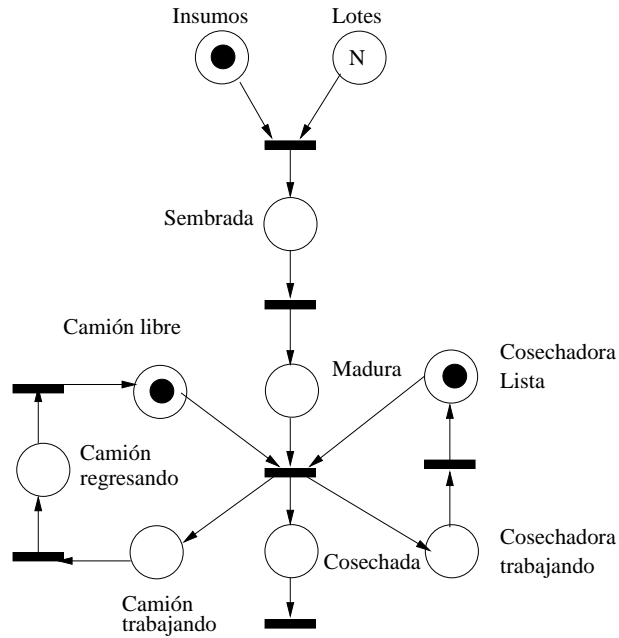 Insumos
Lotes
N
Sembrada
Camión libre
Madura
Cosechadora
Lista
Camión
regresando
Cosechada
Cosechadora
trabajando
Camión
trabajando